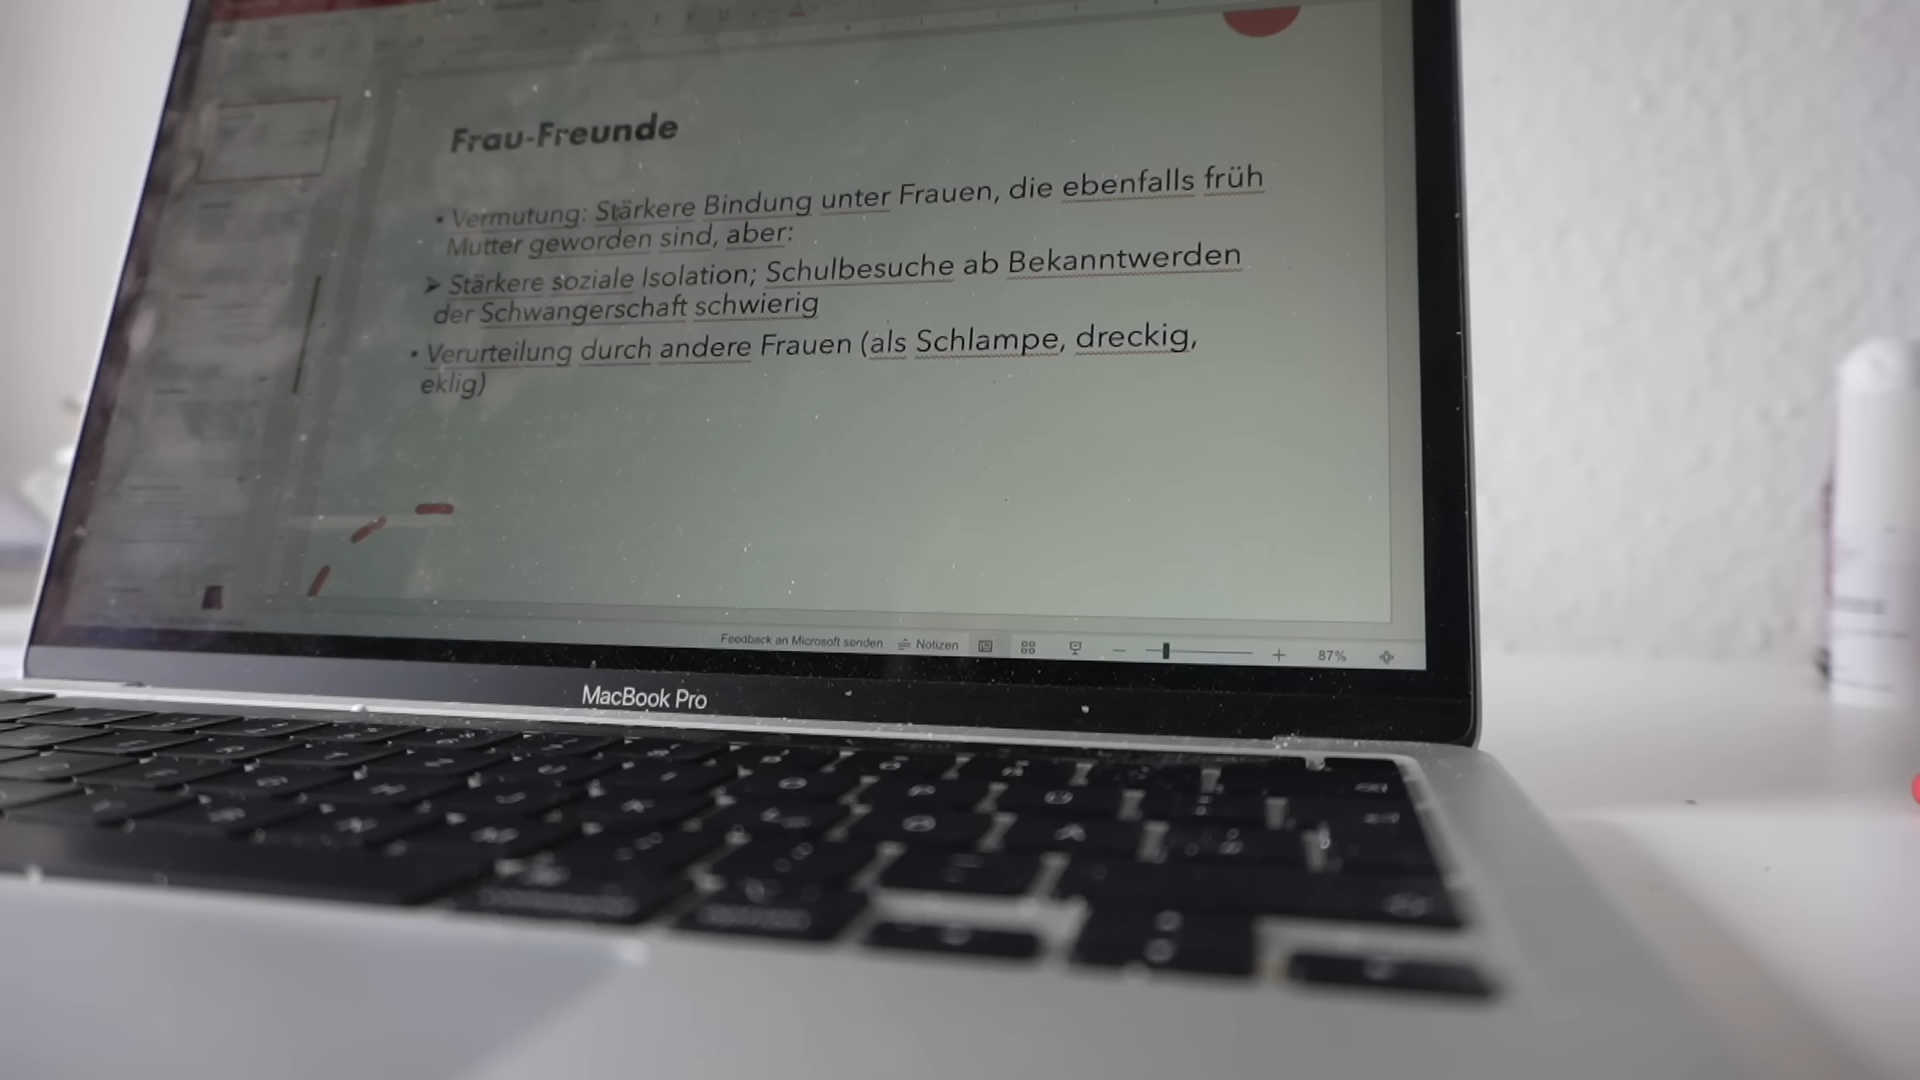 Frau-Freunde
• Vermutung: Stärkere Bindung unter Frauen, die ebenfalls früh
Mutter geworden sind, aber:
➤ Stärkere soziale Isolation; Schulbesuche ab Bekanntwerden
der Schwangerschaft schwierig
• Verurteilung durch andere Frauen (als Schlampe, dreckig,
eklig)
Feedback an Microsoft senden Notizen 87%
MacBook Pro